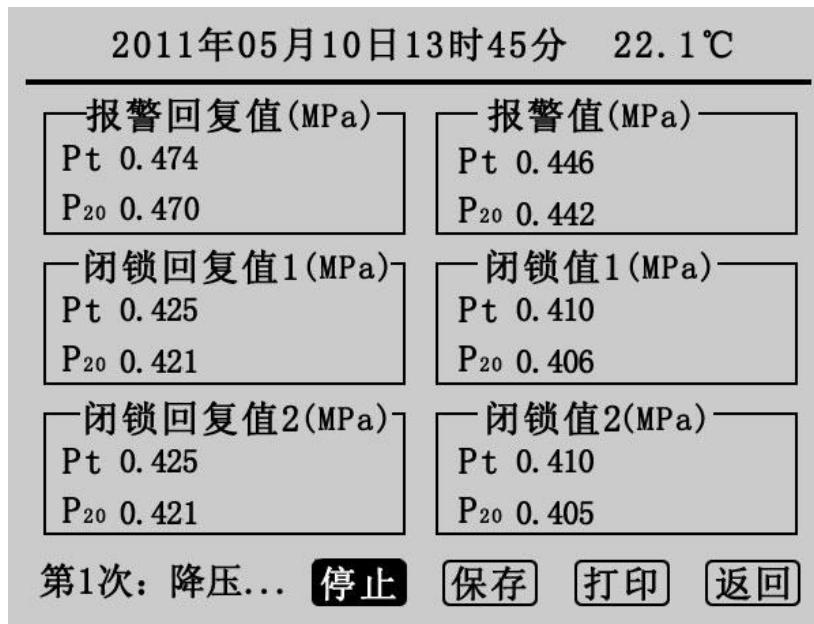 2011年05月10日13时45分 22.1℃
报警回复值(MPa)
Pt 0.474
P₂₀ 0.470
报警值(MPa)
Pt 0.446
P₂₀ 0.442
闭锁回复值1(MPa)
Pt 0.425
P₂₀ 0.421
闭锁值1(MPa)
Pt 0.410
P₂₀ 0.406
闭锁回复值2(MPa)
Pt 0.425
P₂₀ 0.421
闭锁值2(MPa)
Pt 0.410
P₂₀ 0.405
第1次：降压... 停止 保存 打印 返回